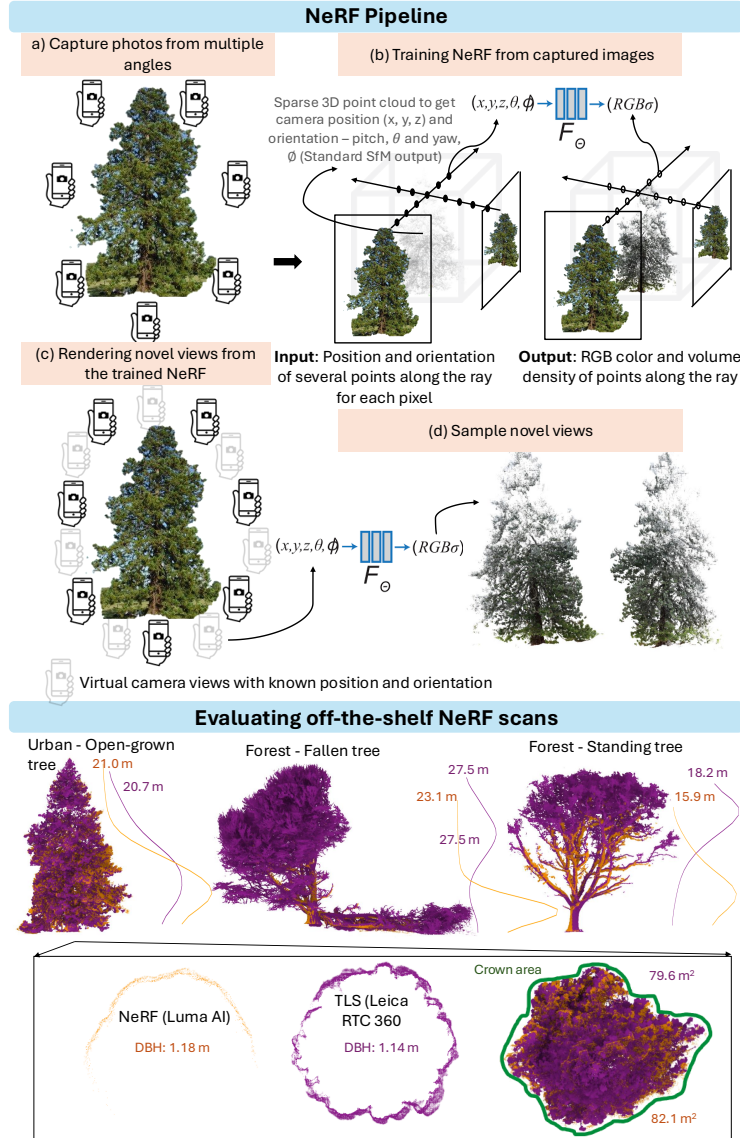 NeRF Pipeline
a) Capture photos from multiple
angles
(b) Training NeRF from captured images
Sparse 3D point cloud to get
camera position (x, y, z) and
orientation – pitch, θ and yaw,
Ø (Standard SfM output)
(x,y,z,θ,ϕ)
(RGBσ)
F_Θ
Input: Position and orientation
of several points along the ray
for each pixel
Output: RGB color and volume
density of points along the ray
(c) Rendering novel views from
the trained NeRF
(d) Sample novel views
(x,y,z,θ,ϕ)
(RGBσ)
F_Θ
Virtual camera views with known position and orientation
Evaluating off-the-shelf NeRF scans
Urban - Open-grown
tree
21.0 m
20.7 m
Forest - Fallen tree
27.5 m
23.1 m
27.5 m
Forest - Standing tree
18.2 m
15.9 m
NeRF (Luma AI)
DBH: 1.18 m
TLS (Leica
RTC 360
DBH: 1.14 m
Crown area
79.6 m²
82.1 m²